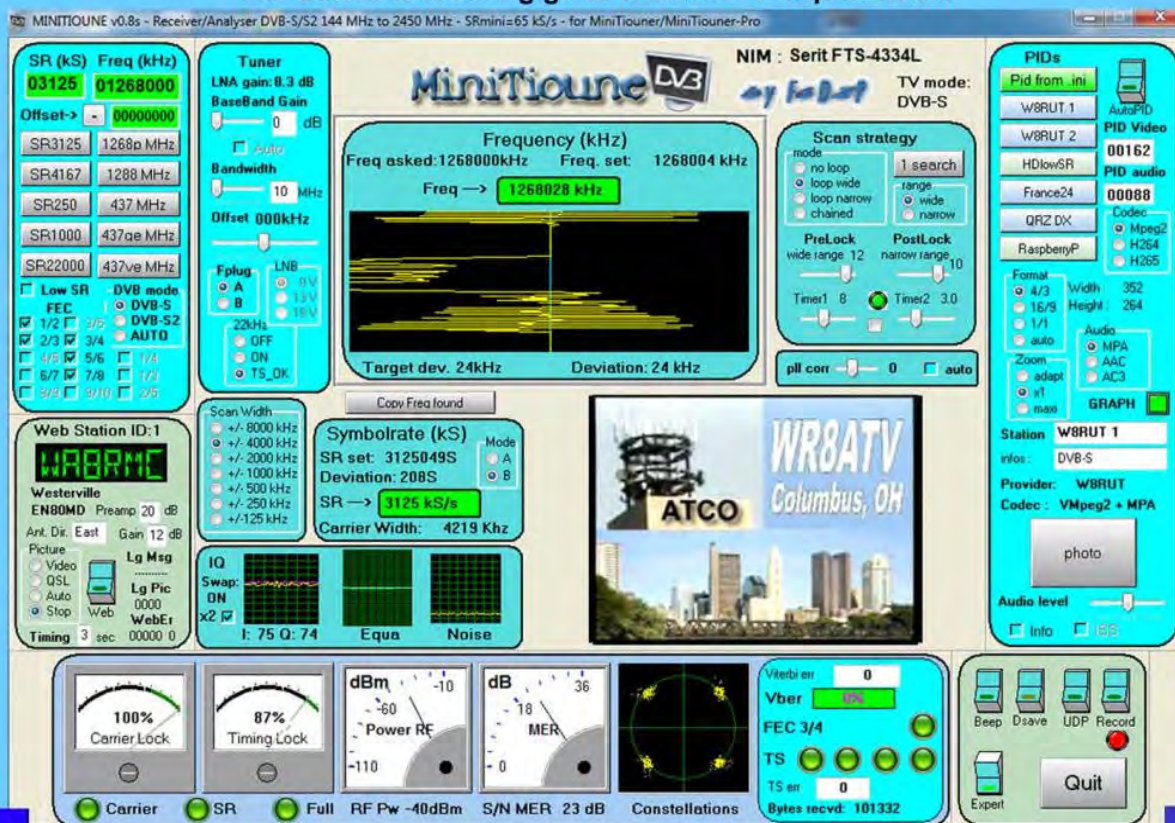 MINITIOUNE v0.8s - Receiver/Analyser DVB-S/S2 144 MHz to 2450 MHz - SRmini=65 kS/s - for MiniTiouner/MiniTiouner-Pro
SR (kS) Freq (kHz)
03125 01268000
Offset-> - 00000000
SR3125 1268p MHz
SR4167 1288 MHz
SR250 437 MHz
SR1000 437qe MHz
SR22000 437ve MHz
Low SR
FEC
1/2 3/5
2/3 3/4
4/5 5/6 1/4
6/7 7/8 1/3
8/9 9/10 2/5
DVB mode
DVB-S
DVB-S2
AUTO
Tuner
LNA gain: 8.3 dB
BaseBand Gain
0 dB
Auto
Bandwidth
10 MHz
Offset 000kHz
Fplug
A
B
LNB
0 V
13 V
18 V
22kHz
OFF
ON
TS_OK
MiniTioune DVB
NIM : Serit FTS-4334L
TV mode:
DVB-S
Frequency (kHz)
Freq asked:1268000kHz Freq. set: 1268004 kHz
Freq --> 1268028 kHz
Target dev. 24kHz Deviation: 24 kHz
Scan strategy
mode
no loop
loop wide
loop narrow
chained
1 search
range
wide
narrow
PreLock PostLock
wide range 12 narrow range 10
Timer1 8 Timer2 3.0
pll corr 0 auto
PIDs
Pid from .ini
W8RUT 1
W8RUT 2
HDlowSR
France24
QRZ DX
RaspberryP
AutoPID
PID Video
00162
PID audio
00088
Codec
Mpeg2
H264
H265
Format
4/3
16/9
1/1
auto
Width 352
Height : 264
Audio
MPA
AAC
AC3
Zoom
adapt
x1
maxi
GRAPH
Station W8RUT 1
infos : DVB-S
Provider: W8RUT
Codec : VMpeg2 + MPA
photo
Audio level
Info ISS
Web Station ID:1
WA8RMC
Westerville
EN80MD Preamp 20 dB
Ant. Dir. East Gain 12 dB
Picture
Video
QSL
Auto
Stop
Web
Lg Msg
Lg Pic
0000
WebEr
Timing 3 sec 00000 0
Scan Width
+/- 8000 kHz
+/- 4000 kHz
+/- 2000 kHz
+/- 1000 kHz
+/- 500 kHz
+/- 250 kHz
+/-125 kHz
Copy Freq found
Symbolrate (kS)
SR set: 3125049S
Deviation: 208S
SR --> 3125 kS/s
Carrier Width: 4219 Khz
Mode
A
B
IQ
Swap:
ON
x2
I: 75 Q: 74 Equa Noise
WR8ATV
Columbus, OH
ATCO
100%
Carrier Lock
87%
Timing Lock
dBm
-10
-60
Power RF
-110
dB
36
18
MER
0
Carrier SR Full RF Pw -40dBm S/N MER 23 dB Constellations
Viterbi err 0
Vber 0%
FEC 3/4
TS
TS err 0
Bytes recvd: 101332
Beep Dsave UDP Record
Expert
Quit